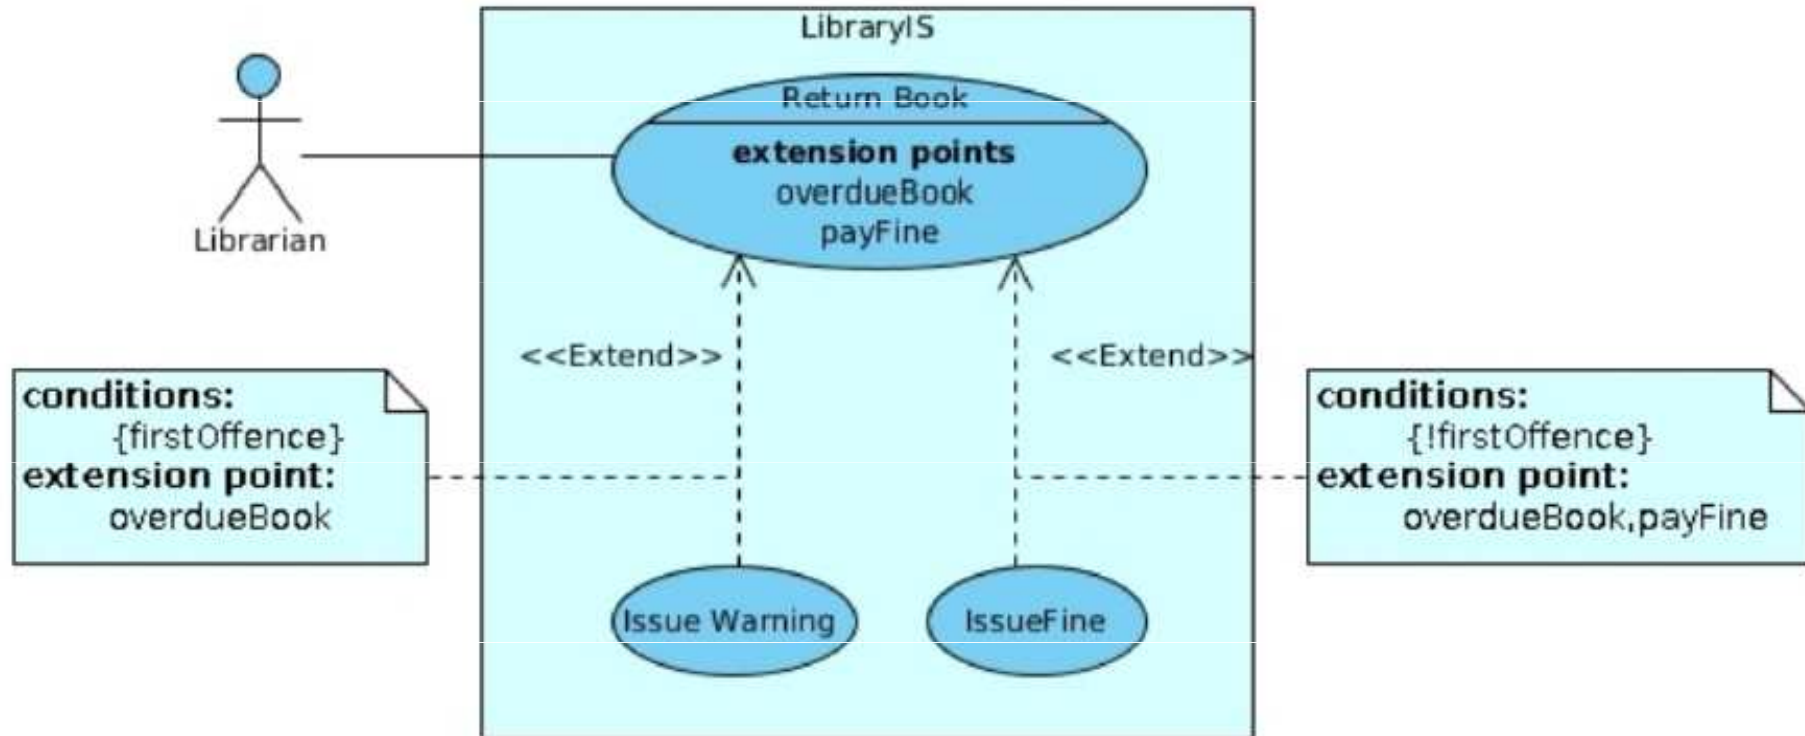 LibraryIS
Return Book
extension points
overdueBook
payFine
Librarian
<<Extend>>
<<Extend>>
conditions:
{firstOffence}
extension point:
overdueBook
conditions:
{!firstOffence}
extension point:
overdueBook,payFine
Issue Warning
IssueFine